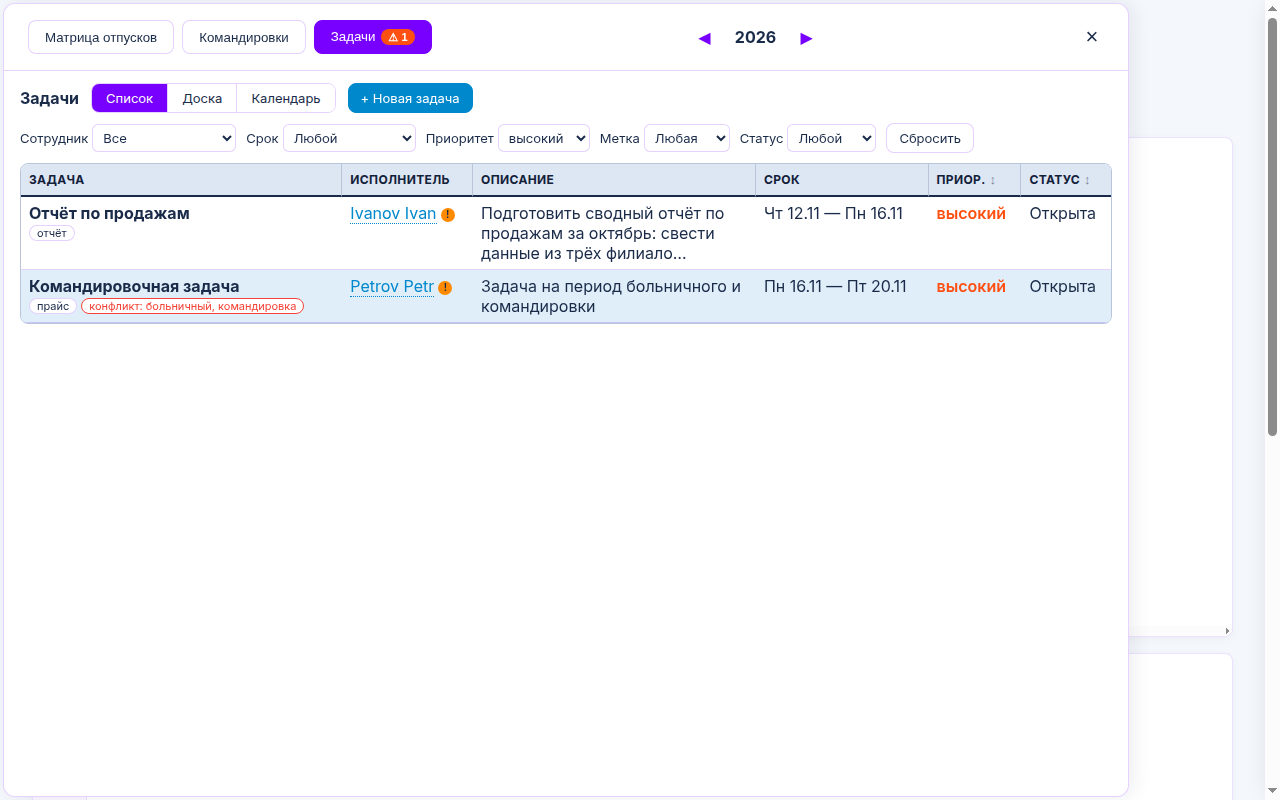 Матрица отпусков Командировки Задачи ⚠ 1 ◀ 2026 ▶ ×
Задачи Список Доска Календарь + Новая задача
Сотрудник Все Срок Любой Приоритет высокий Метка Любая Статус Любой Сбросить
ЗАДАЧА ИСПОЛНИТЕЛЬ ОПИСАНИЕ СРОК ПРИОР. ↕ СТАТУС ↕
Отчёт по продажам Ivanov Ivan ! Подготовить сводный отчёт по Чт 12.11 — Пн 16.11 высокий Открыта
отчёт продажам за октябрь: свести
данные из трёх филиало…
Командировочная задача Petrov Petr ! Задача на период больничного и Пн 16.11 — Пт 20.11 высокий Открыта
прайс конфликт: больничный, командировка командировки